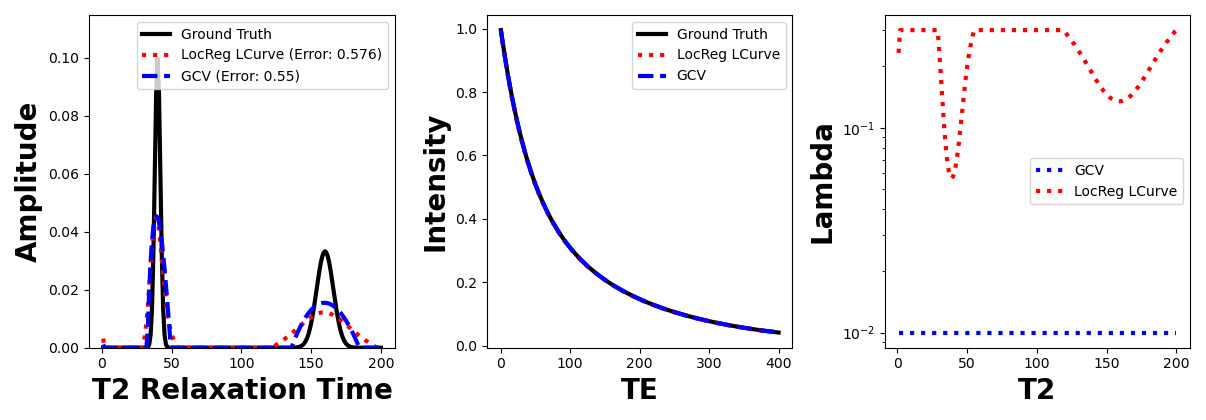 Amplitude
0.10
0.08
0.06
0.04
0.02
0.00
Ground Truth
LocReg LCurve (Error: 0.576)
GCV (Error: 0.55)
0 50 100 150 200
T2 Relaxation Time
Intensity
1.0
0.8
0.6
0.4
0.2
0.0
Ground Truth
LocReg LCurve
GCV
0 100 200 300 400
TE
Lambda
10⁻¹
10⁻²
GCV
LocReg LCurve
0 50 100 150 200
T2